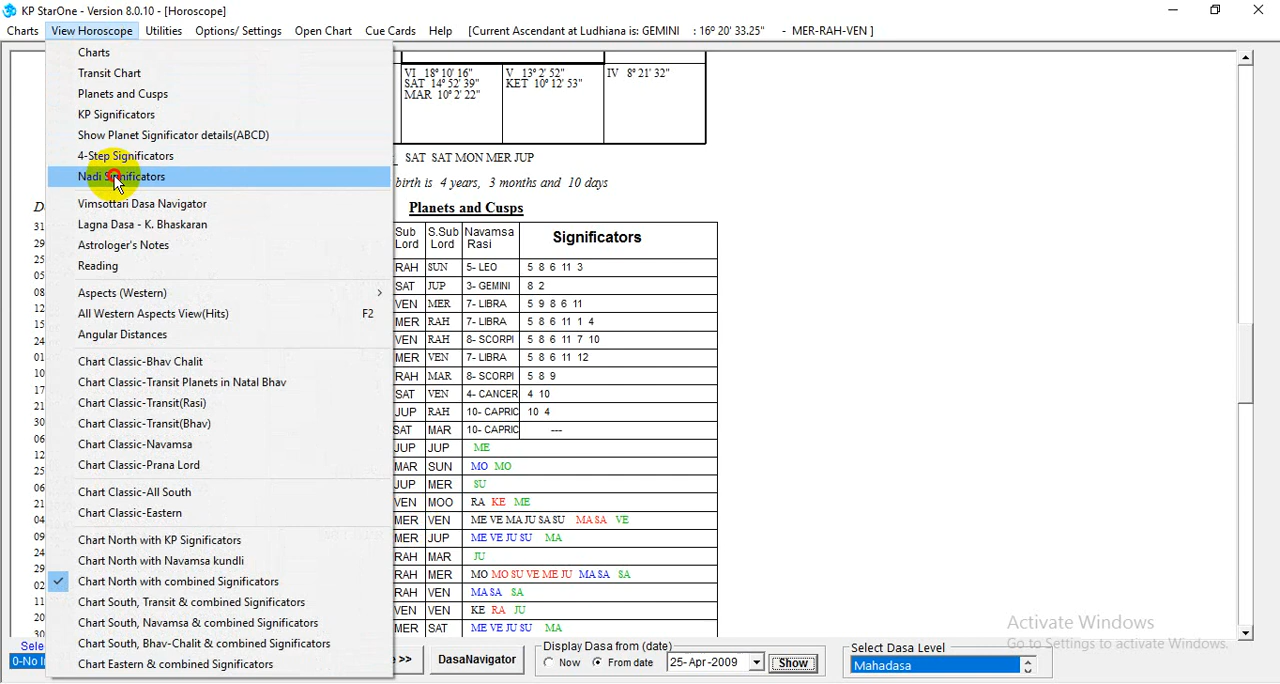 KP StarOne - Version 8.0.10 - [Horoscope]
Charts View Horoscope Utilities Options/ Settings Open Chart Cue Cards Help [Current Ascendant at Ludhiana is: GEMINI : 16° 20' 33.25" - MER-RAH-VEN ]
Charts
Transit Chart
Planets and Cusps
KP Significators
Show Planet Significator details(ABCD)
4-Step Significators
Nadi Significators
Vimsottari Dasa Navigator
Lagna Dasa - K. Bhaskaran
Astrologer's Notes
Reading
Aspects (Western) >
All Western Aspects View(Hits) F2
Angular Distances
Chart Classic-Bhav Chalit
Chart Classic-Transit Planets in Natal Bhav
Chart Classic-Transit(Rasi)
Chart Classic-Transit(Bhav)
Chart Classic-Navamsa
Chart Classic-Prana Lord
Chart Classic-All South
Chart Classic-Eastern
Chart North with KP Significators
Chart North with Navamsa kundli
Chart North with combined Significators
Chart South, Transit & combined Significators
Chart South, Navamsa & combined Significators
Chart South, Bhav-Chalit & combined Significators
Chart Eastern & combined Significators
VI 18° 10' 16" V 13° 2' 52" IV 8° 21' 32"
SAT 14° 52' 39" KET 10° 12' 53"
MAR 10° 2' 22"
SAT SAT MON MER JUP
birth is 4 years, 3 months and 10 days
Planets and Cusps
Sub Lord S.Sub Lord Navamsa Rasi Significators
RAH SUN 5- LEO 5 8 6 11 3
SAT JUP 3- GEMINI 8 2
VEN MER 7- LIBRA 5 9 8 6 11
MER RAH 7- LIBRA 5 8 6 11 1 4
VEN RAH 8- SCORPI 5 8 6 11 7 10
MER VEN 7- LIBRA 5 8 6 11 12
RAH MAR 8- SCORPI 5 8 9
SAT VEN 4- CANCER 4 10
JUP RAH 10- CAPRIC 10 4
SAT MAR 10- CAPRIC ---
JUP JUP ME
MAR SUN MO MO
JUP MER SU
VEN MOO RA KE ME
MER VEN ME VE MA JU SA SU MA SA VE
MER JUP ME VE JU SU MA
RAH MAR JU
RAH MER MO MO SU VE ME JU MA SA SA
RAH VEN MA SA SA
VEN VEN KE RA JU
MER SAT ME VE JU SU MA
Activate Windows
Go to Settings to activate Windows.
>> DasaNavigator
Display Dasa from (date)
Now From date 25-Apr-2009 Show
Select Dasa Level
Mahadasa